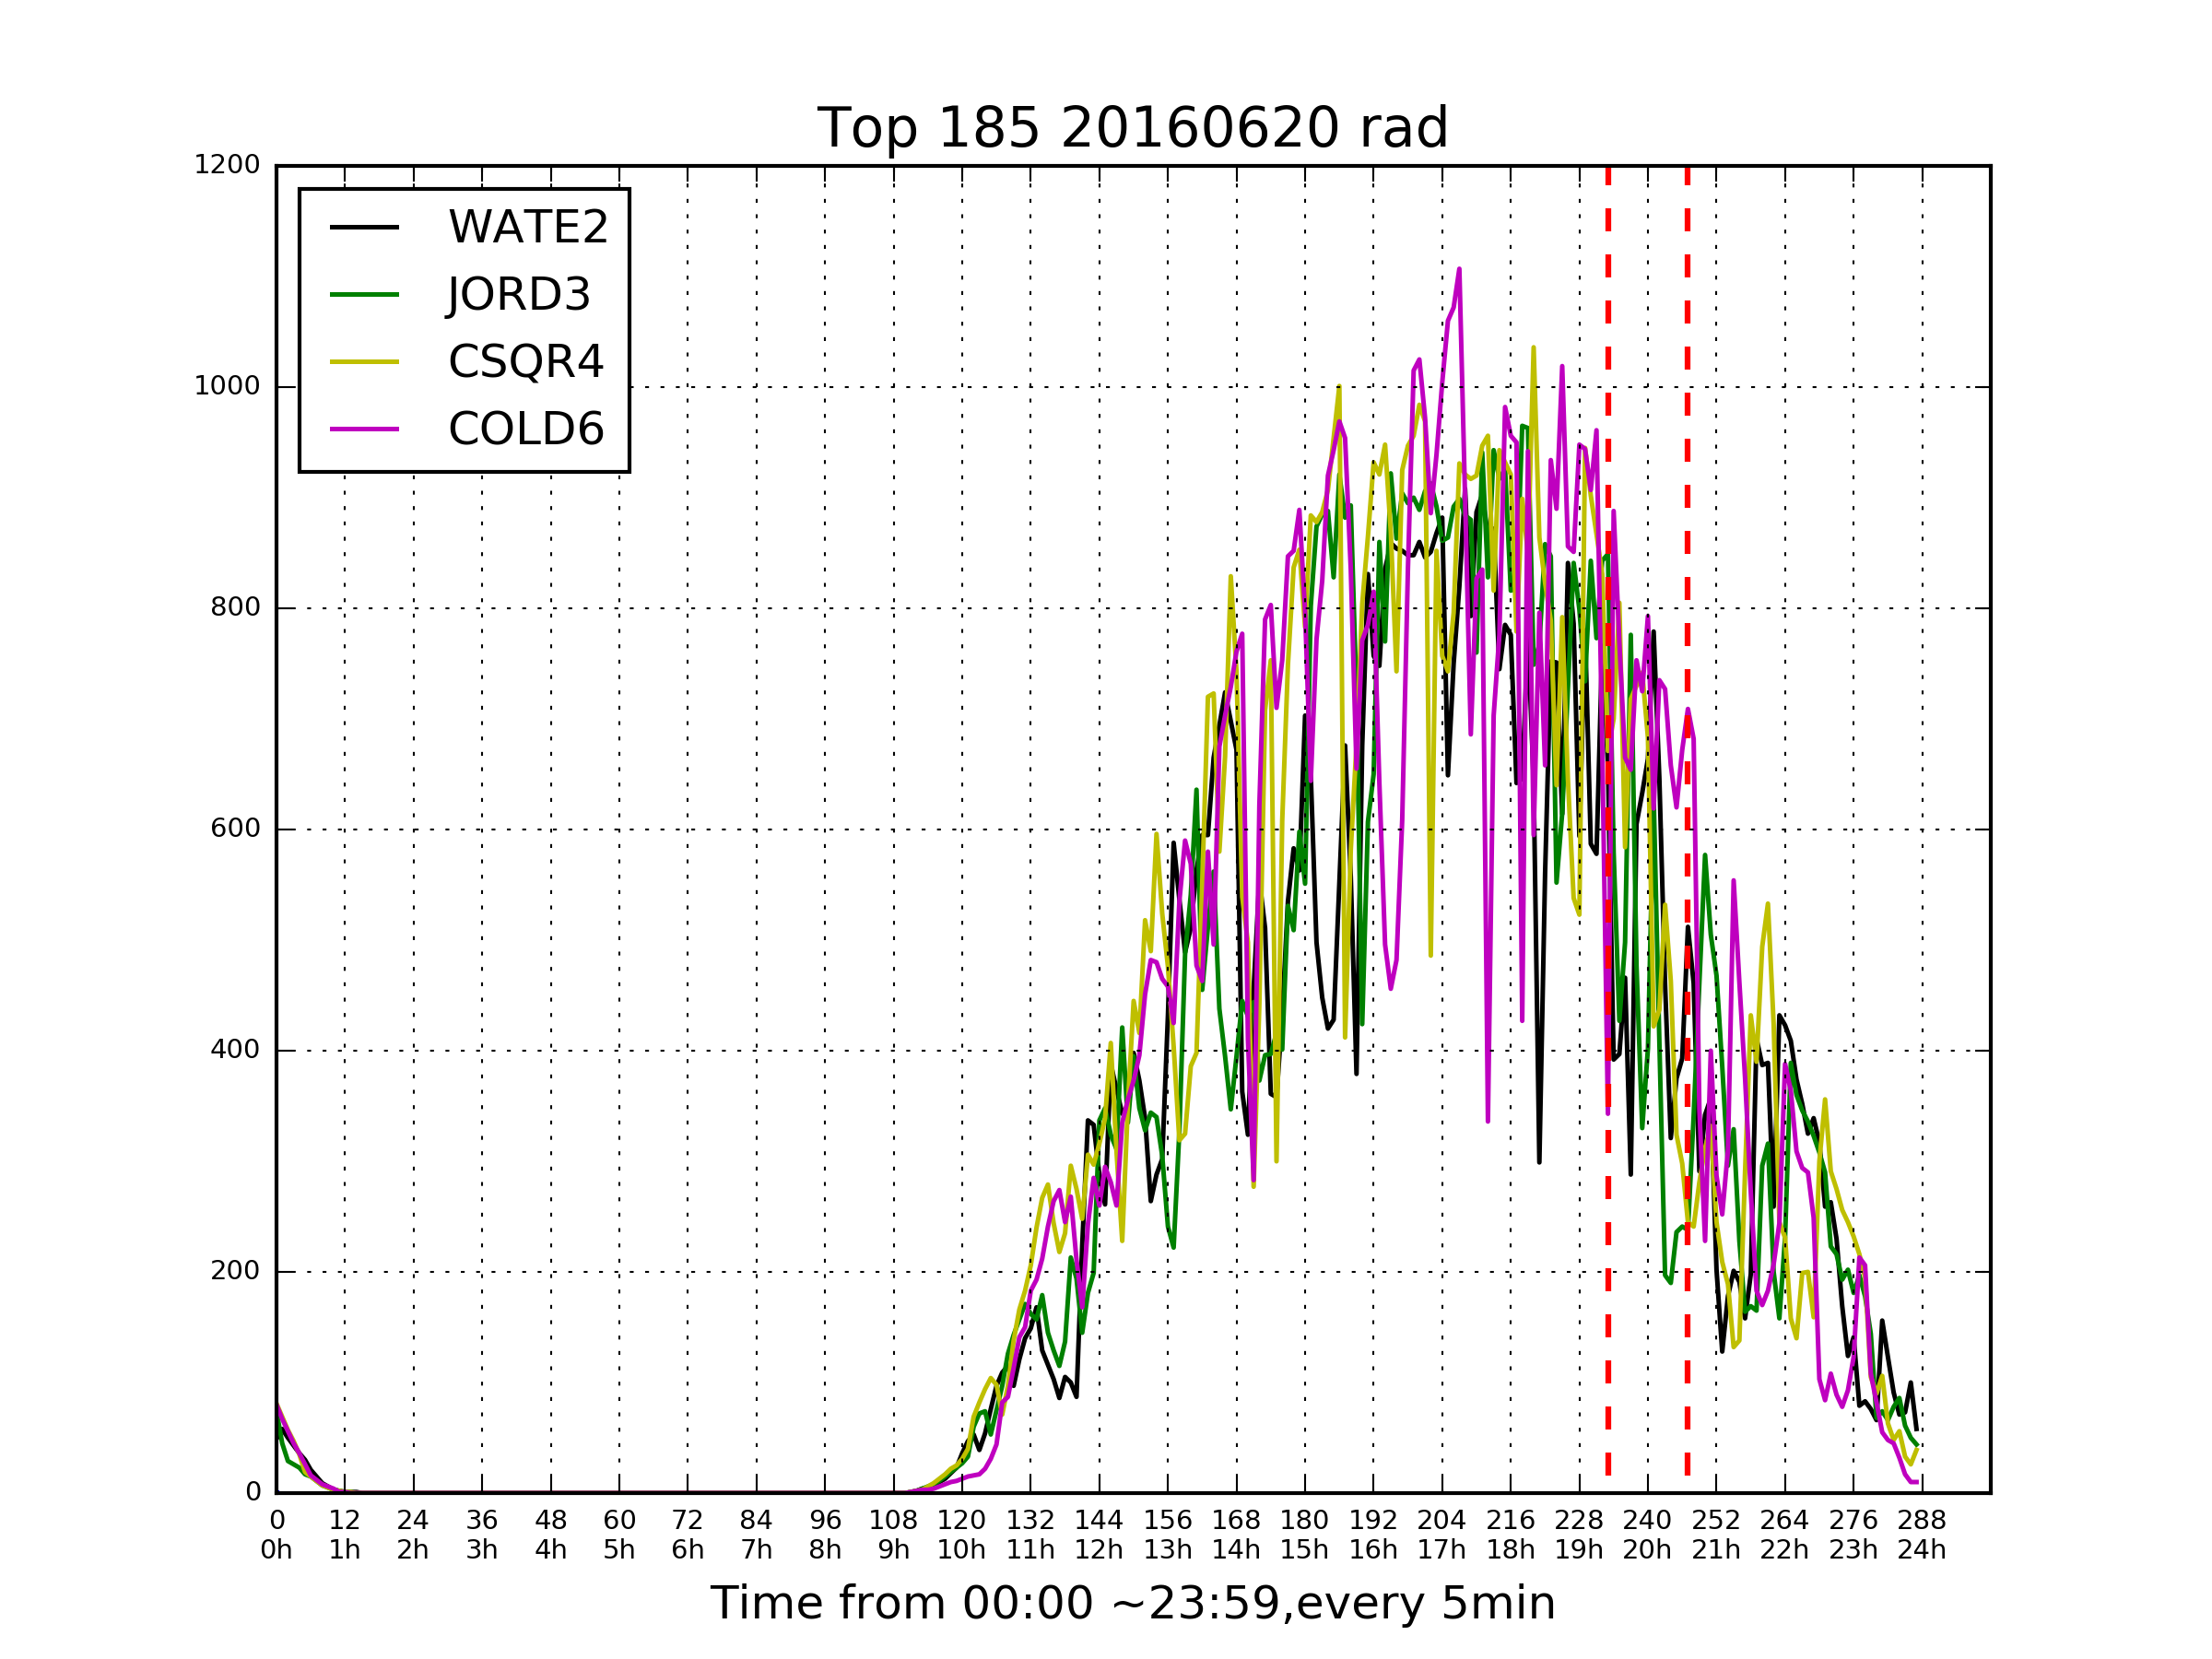 Top 185 20160620 rad
1200
1000
800
600
400
200
0
WATE2
JORD3
CSQR4
COLD6
0 12 24 36 48 60 72 84 96 108 120 132 144 156 168 180 192 204 216 228 240 252 264 276 288
0h 1h 2h 3h 4h 5h 6h 7h 8h 9h 10h 11h 12h 13h 14h 15h 16h 17h 18h 19h 20h 21h 22h 23h 24h
Time from 00:00 ~23:59,every 5min